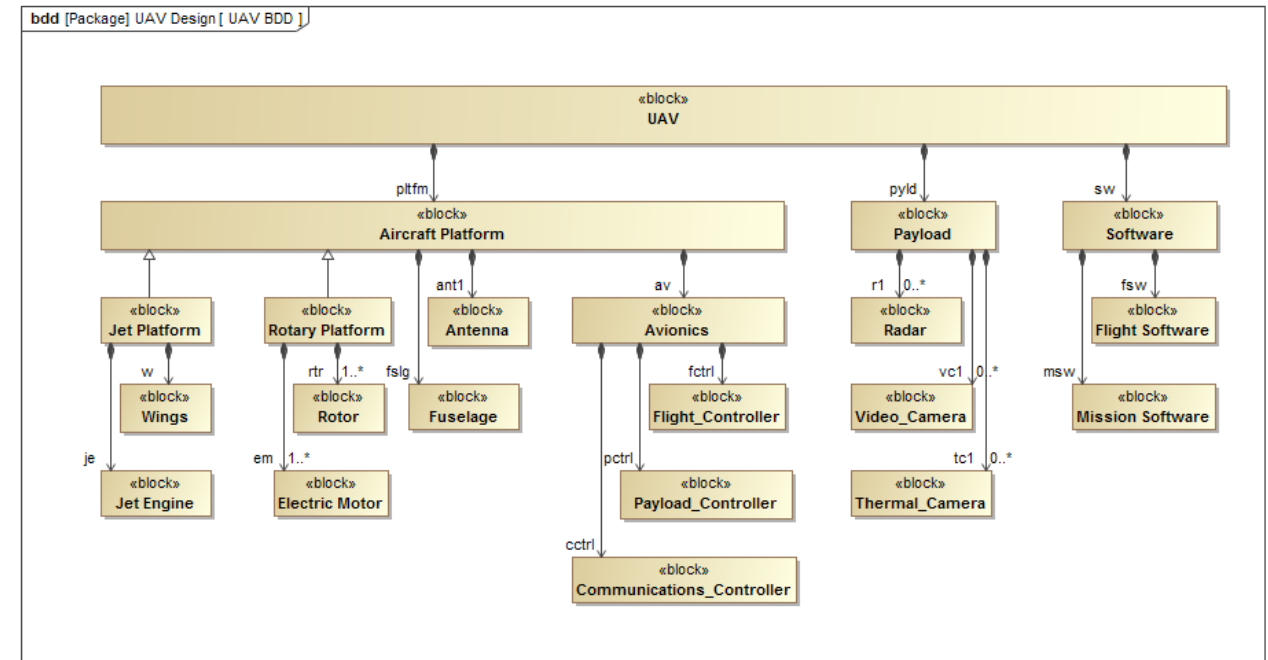 bdd [Package] UAV Design [ UAV BDD ]
«block»
UAV
pltfm
pyld
sw
«block»
Aircraft Platform
«block»
Payload
«block»
Software
ant1
av
r1 0..*
fsw
«block»
Jet Platform
«block»
Rotary Platform
«block»
Antenna
«block»
Avionics
«block»
Radar
«block»
Flight Software
w
rtr 1..*
fslg
fctrl
vc1 0..*
msw
«block»
Wings
«block»
Rotor
«block»
Fuselage
«block»
Flight_Controller
«block»
Video_Camera
«block»
Mission Software
je
em 1..*
pctrl
tc1 0..*
«block»
Jet Engine
«block»
Electric Motor
«block»
Payload_Controller
«block»
Thermal_Camera
cctrl
«block»
Communications_Controller